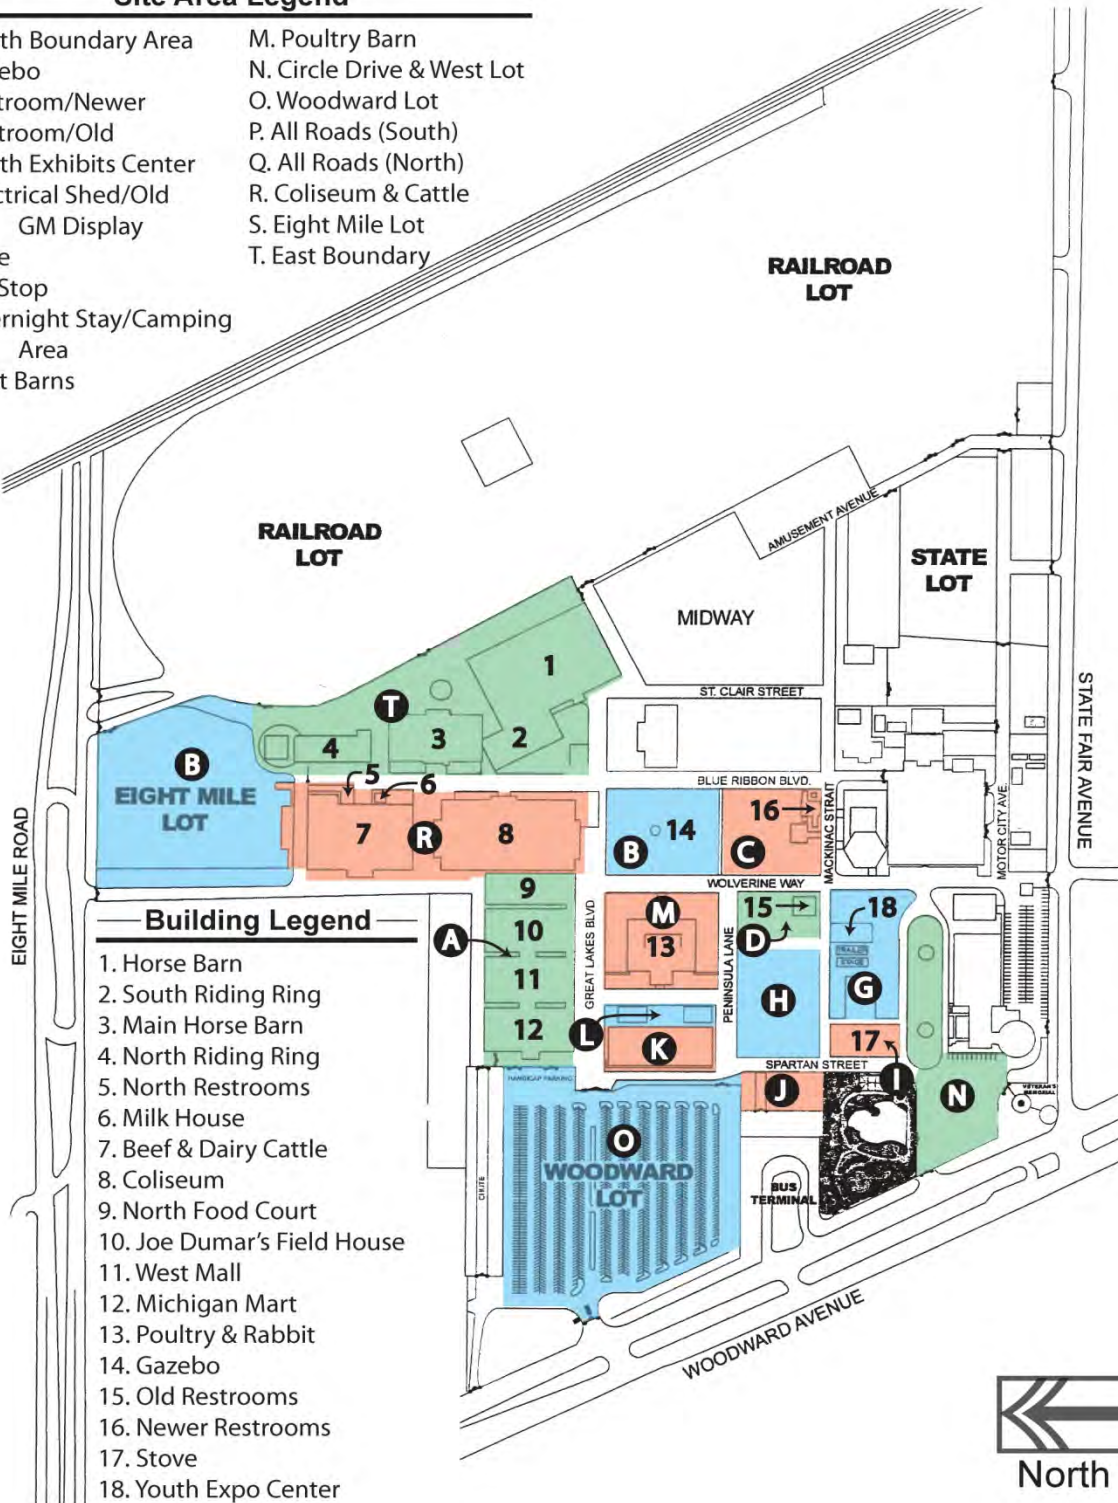 Site Area Legend
th Boundary Area
ebo
troom/Newer
troom/Old
th Exhibits Center
ctrical Shed/Old
GM Display
e
Stop
ernight Stay/Camping
Area
t Barns
M. Poultry Barn
N. Circle Drive & West Lot
O. Woodward Lot
P. All Roads (South)
Q. All Roads (North)
R. Coliseum & Cattle
S. Eight Mile Lot
T. East Boundary
RAILROAD
LOT
RAILROAD
LOT
AMUSEMENT AVENUE
STATE
LOT
MIDWAY
ST. CLAIR STREET
STATE FAIR AVENUE
1
T
2
3
4
B
EIGHT MILE
LOT
5
6
7
R
8
BLUE RIBBON BLVD.
16
B
14
C
MACKINAC STRAIT
MOTOR CITY AVE.
EIGHT MILE ROAD
WOLVERINE WAY
9
10
A
11
12
GREAT LAKES BLVD
M
13
PENINSULA LANE
15
D
18
TRAILER
STAGE
G
H
L
K
17
SPARTAN STREET
I
J
N
VETERAN'S
MEMORIAL
HANDICAP PARKING
O
WOODWARD
LOT
CHUTE
BUS
TERMINAL
WOODWARD AVENUE
Building Legend
1. Horse Barn
2. South Riding Ring
3. Main Horse Barn
4. North Riding Ring
5. North Restrooms
6. Milk House
7. Beef & Dairy Cattle
8. Coliseum
9. North Food Court
10. Joe Dumar's Field House
11. West Mall
12. Michigan Mart
13. Poultry & Rabbit
14. Gazebo
15. Old Restrooms
16. Newer Restrooms
17. Stove
18. Youth Expo Center
North